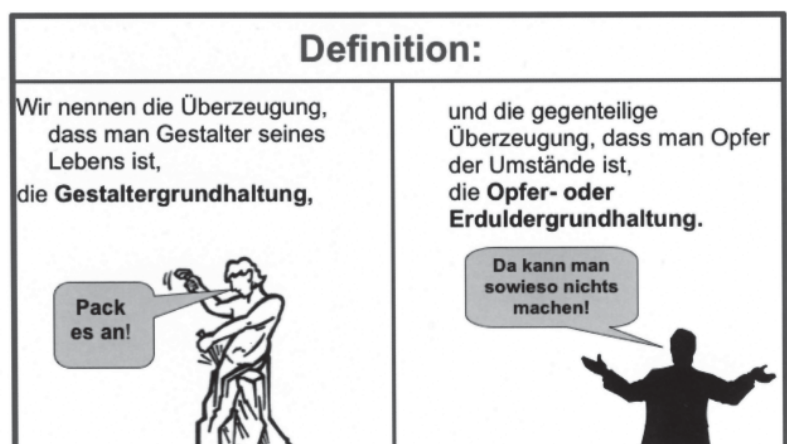 Definition:
Wir nennen die Überzeugung,
dass man Gestalter seines
Lebens ist,
die Gestaltergrundhaltung,
Pack
es an!
und die gegenteilige
Überzeugung, dass man Opfer
der Umstände ist,
die Opfer- oder
Erduldergrundhaltung.
Da kann man
sowieso nichts
machen!